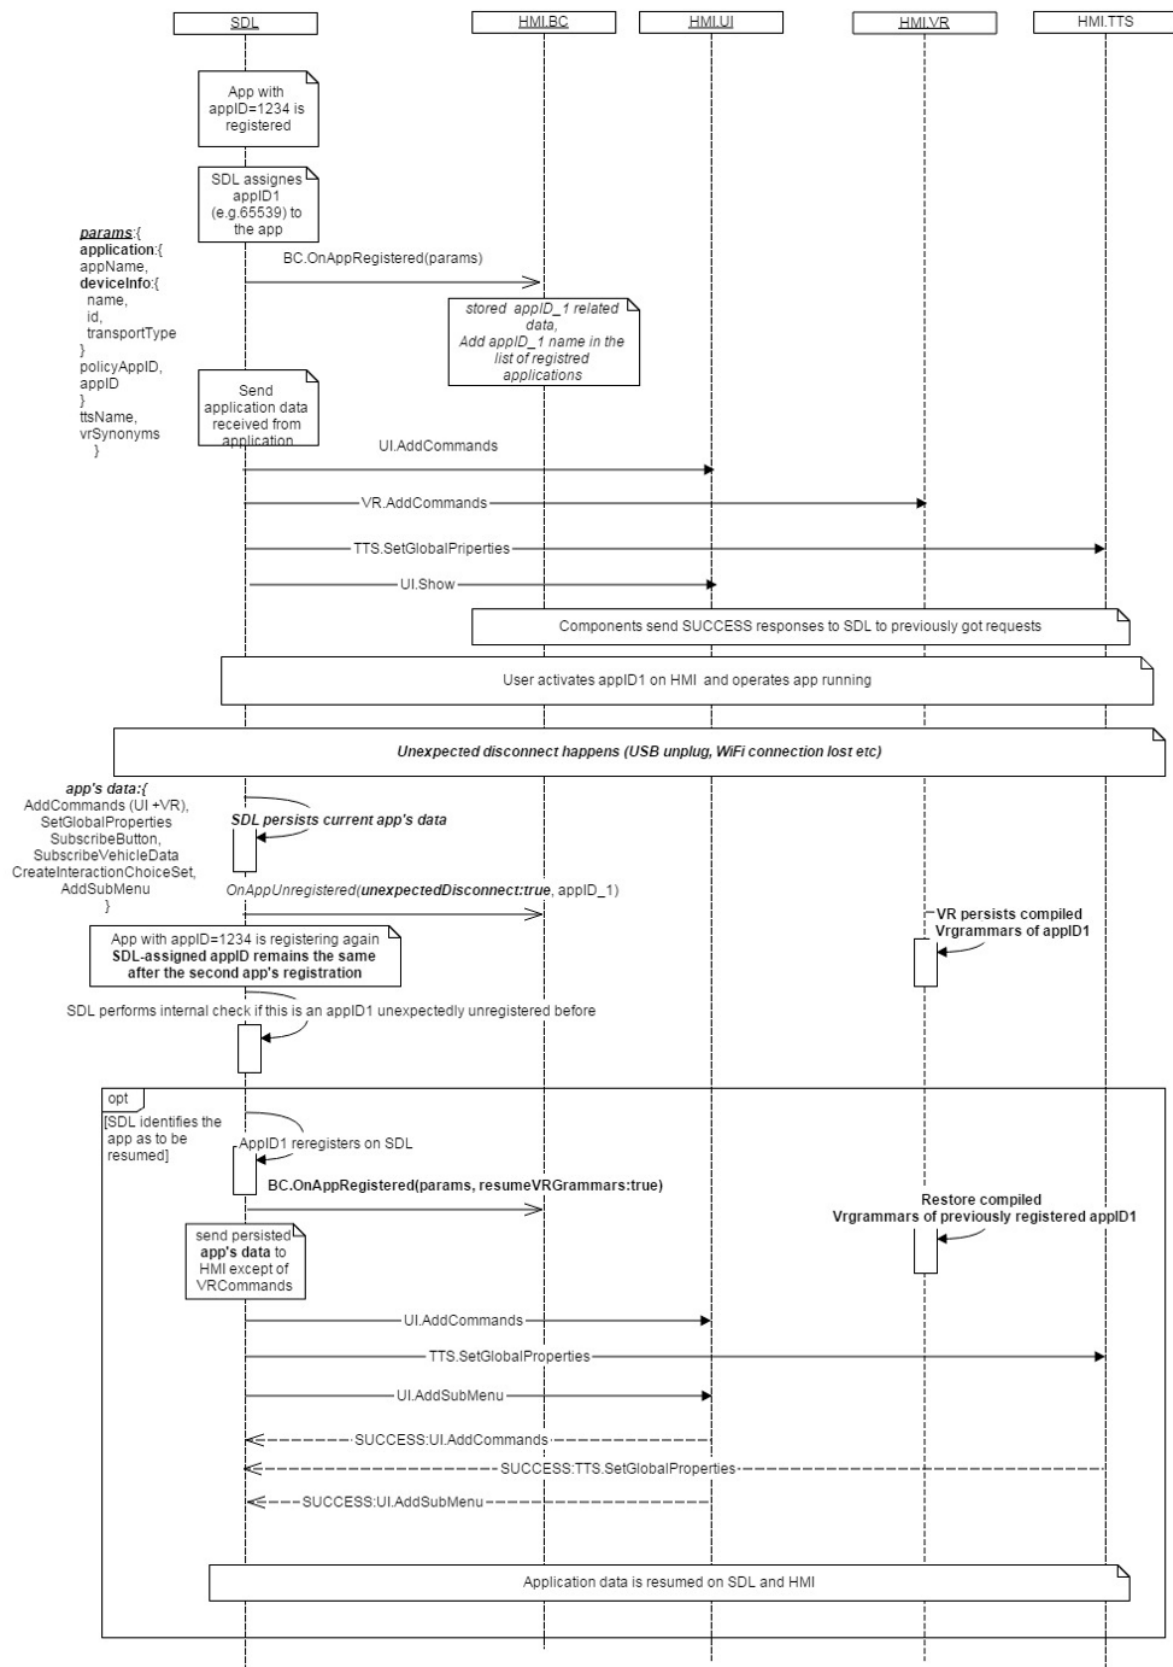 SDL
HMI.BC
HMI.UI
HMI.VR
HMI.TTS
App with
appID=1234 is
registered
SDL assignes
appID1
(e.g.65539) to
the app
params:{
application:{
appName,
deviceInfo:{
name,
id,
transportType
}
policyAppID,
appID
}
ttsName,
vrSynonyms
}
BC.OnAppRegistered(params)
stored appID_1 related
data,
Add appID_1 name in the
list of registred
applications
Send
application data
received from
application
UI.AddCommands
VR.AddCommands
TTS.SetGlobalPriperties
UI.Show
Components send SUCCESS responses to SDL to previously got requests
User activates appID1 on HMI and operates app running
Unexpected disconnect happens (USB unplug, WiFi connection lost etc)
app's data:{
AddCommands (UI +VR),
SetGlobalProperties
SubscribeButton,
SubscribeVehicleData
CreateInteractionChoiceSet,
AddSubMenu
}
SDL persists current app's data
OnAppUnregistered(unexpectedDisconnect:true, appID_1)
VR persists compiled
Vrgrammars of appID1
App with appID=1234 is registering again
SDL-assigned appID remains the same
after the second app's registration
SDL performs internal check if this is an appID1 unexpectedly unregistered before
opt
[SDL identifies the
app as to be
resumed]
AppID1 reregisters on SDL
BC.OnAppRegistered(params, resumeVRGrammars:true)
Restore compiled
Vrgrammars of previously registered appID1
send persisted
app's data to
HMI except of
VRCommands
UI.AddCommands
TTS.SetGlobalProperties
UI.AddSubMenu
SUCCESS:UI.AddCommands
SUCCESS:TTS.SetGlobalProperties
SUCCESS:UI.AddSubMenu
Application data is resumed on SDL and HMI